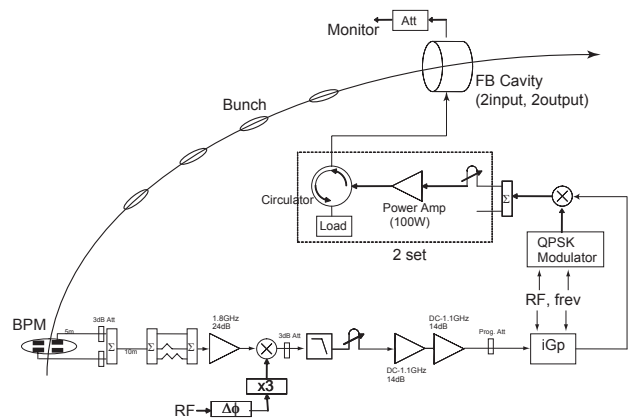 Monitor
Att
FB Cavity
(2input, 2output)
Bunch
Circulator
Load
Power Amp
(100W)
Σ
2 set
QPSK
Modulator
RF, frev
iGp
BPM
5m
3dB Att
Σ
10m
Σ
Σ
1.8GHz
24dB
3dB Att
DC-1.1GHz
14dB
DC-1.1GHz
14dB
Prog. Att
x3
RF
Δϕ